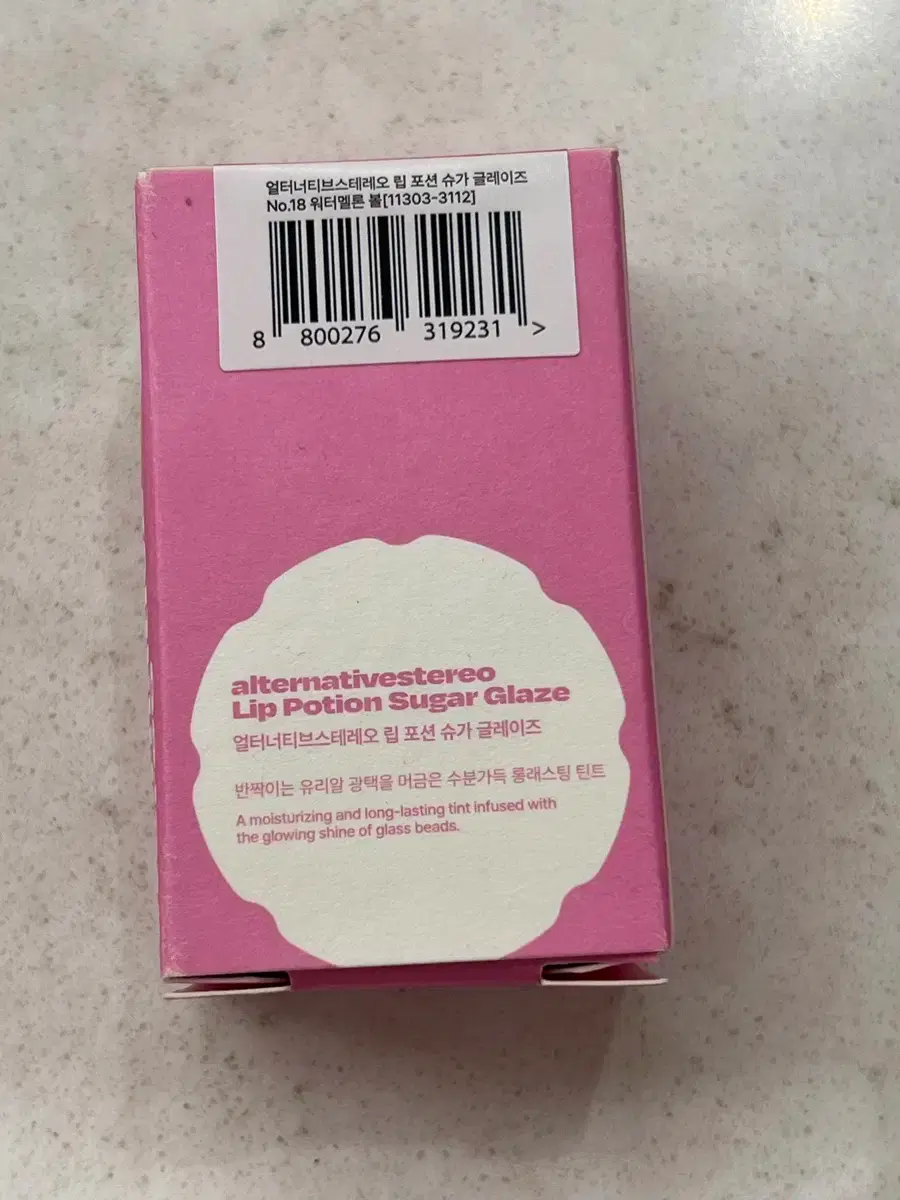 얼터너티브스테레오 립 포션 슈가 글레이즈
No.18 워터멜론 볼[11303-3112]
8 800276 319231 >
alternativestereo
Lip Potion Sugar Glaze
얼터너티브스테레오 립 포션 슈가 글레이즈
반짝이는 유리알 광택을 머금은 수분가득 롱래스팅 틴트
A moisturizing and long-lasting tint infused with
the glowing shine of glass beads.